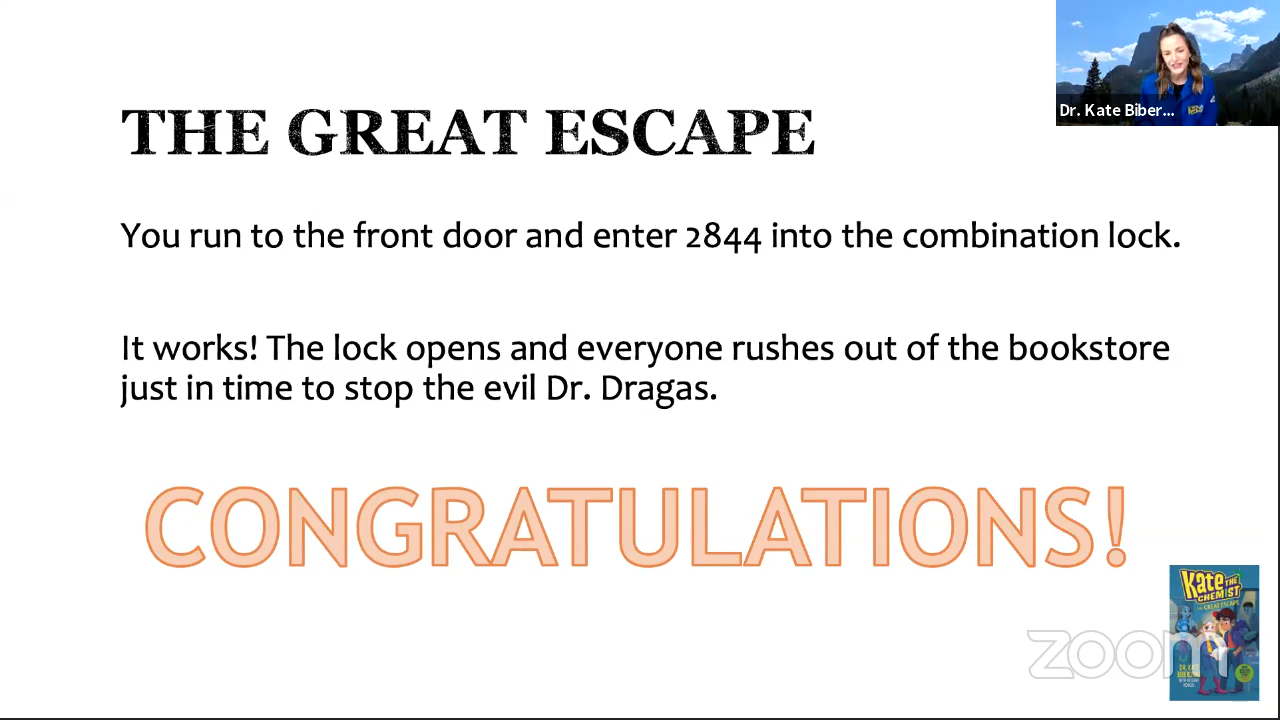 Dr. Kate Biber...
THE GREAT ESCAPE
You run to the front door and enter 2844 into the combination lock.
It works! The lock opens and everyone rushes out of the bookstore
just in time to stop the evil Dr. Dragas.
CONGRATULATIONS!
Kate THE
CHEMIST
THE GREAT ESCAPE
zoom
DR. KATE